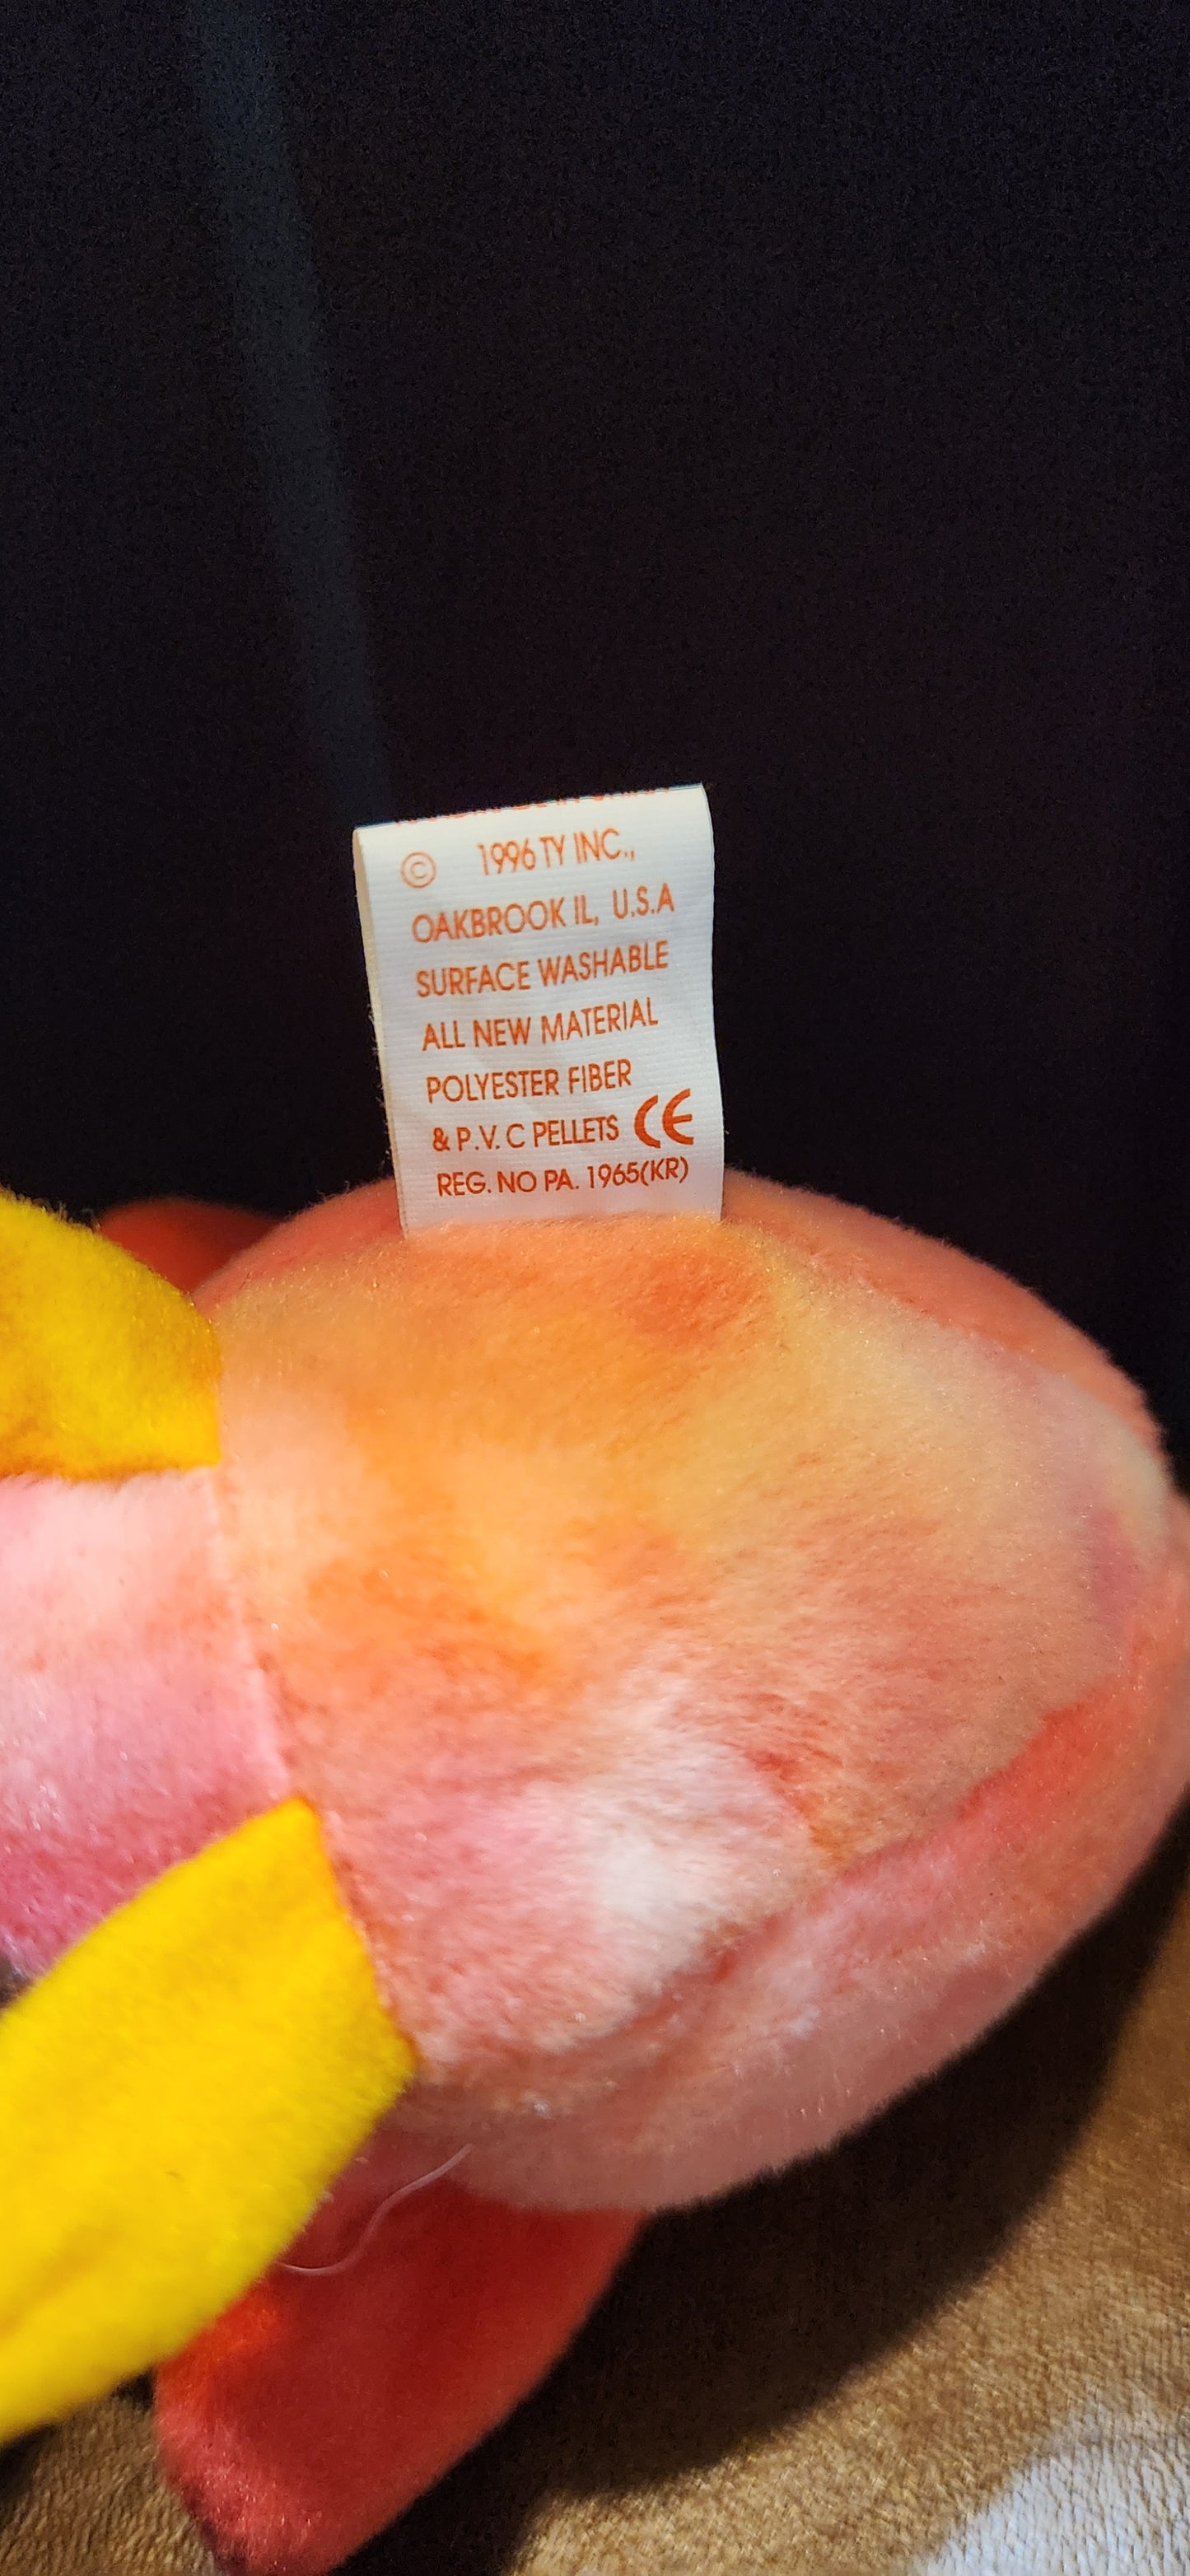 © 1996 TY INC.,
OAKBROOK IL, U.S.A
SURFACE WASHABLE
ALL NEW MATERIAL
POLYESTER FIBER
& P.V. C PELLETS CE
REG. NO PA. 1965(KR)